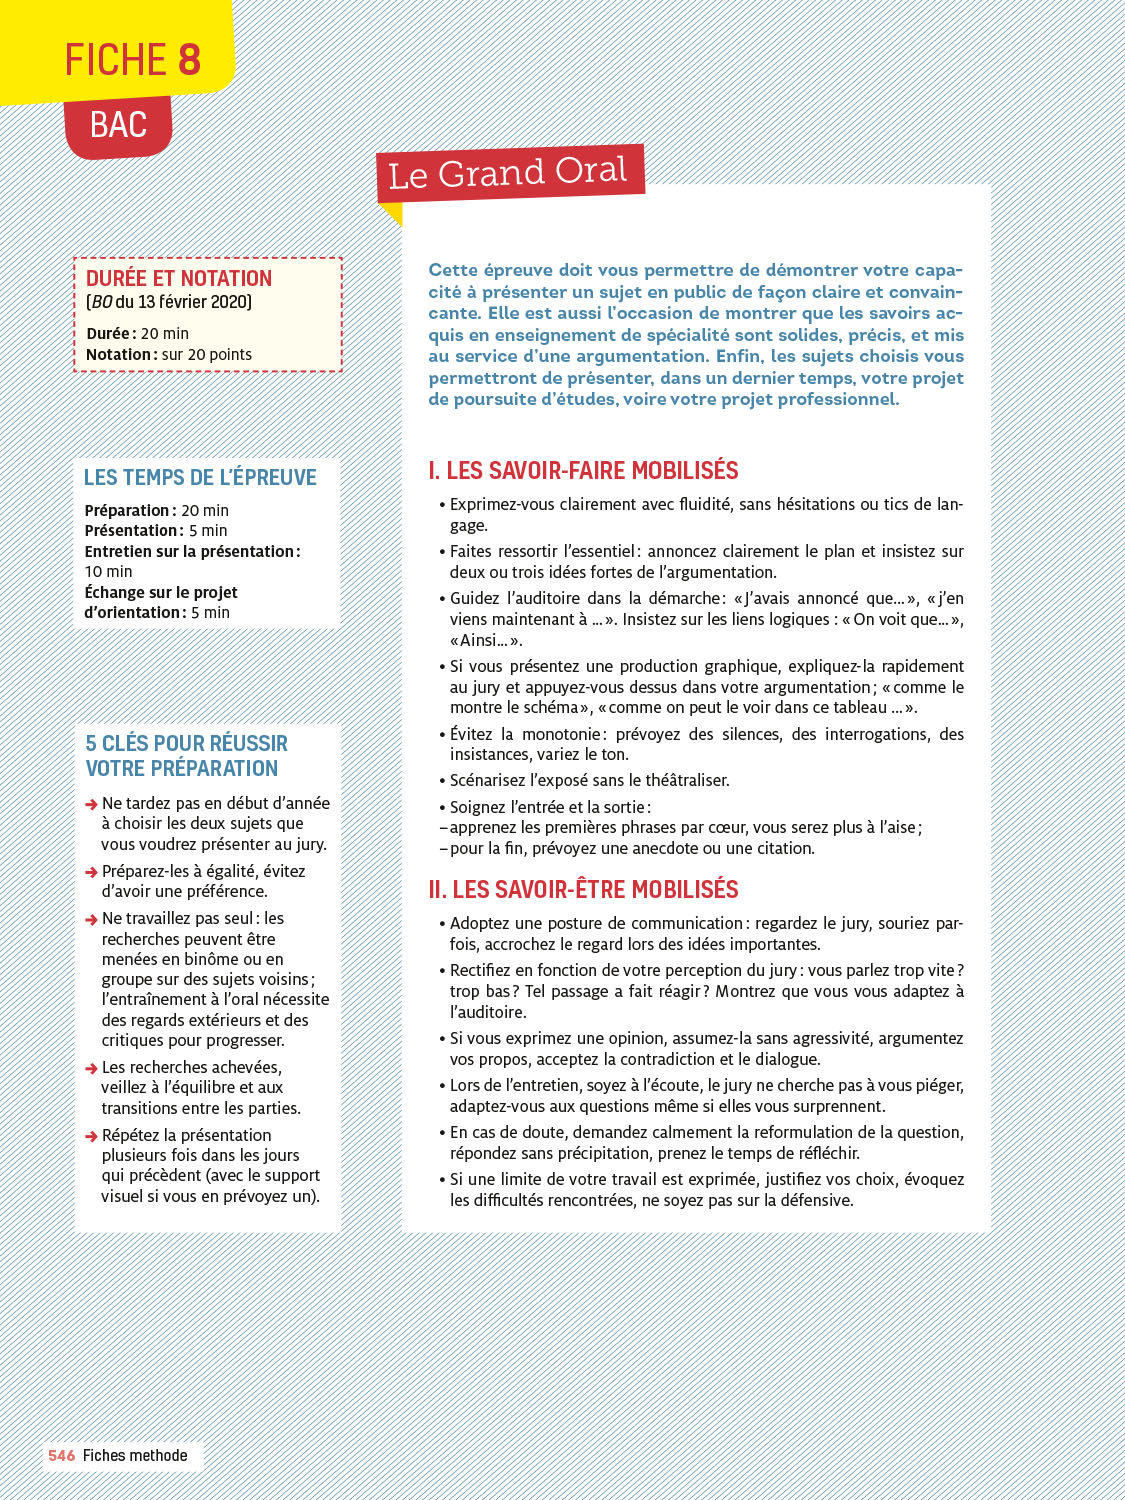 FICHE 8
BAC
Le Grand Oral
DURÉE ET NOTATION
(BO du 13 février 2020)
Durée : 20 min
Notation : sur 20 points
LES TEMPS DE L'ÉPREUVE
Préparation : 20 min
Présentation : 5 min
Entretien sur la présentation :
10 min
Échange sur le projet
d'orientation : 5 min
5 CLÉS POUR RÉUSSIR
VOTRE PRÉPARATION
→ Ne tardez pas en début d'année
à choisir les deux sujets que
vous voudrez présenter au jury.
→ Préparez-les à égalité, évitez
d'avoir une préférence.
→ Ne travaillez pas seul : les
recherches peuvent être
menées en binôme ou en
groupe sur des sujets voisins ;
l'entraînement à l'oral nécessite
des regards extérieurs et des
critiques pour progresser.
→ Les recherches achevées,
veillez à l'équilibre et aux
transitions entre les parties.
→ Répétez la présentation
plusieurs fois dans les jours
qui précèdent (avec le support
visuel si vous en prévoyez un).
Cette épreuve doit vous permettre de démontrer votre capa-
cité à présenter un sujet en public de façon claire et convain-
cante. Elle est aussi l'occasion de montrer que les savoirs ac-
quis en enseignement de spécialité sont solides, précis, et mis
au service d'une argumentation. Enfin, les sujets choisis vous
permettront de présenter, dans un dernier temps, votre projet
de poursuite d'études, voire votre projet professionnel.
I. LES SAVOIR-FAIRE MOBILISÉS
• Exprimez-vous clairement avec fluidité, sans hésitations ou tics de lan-
gage.
• Faites ressortir l'essentiel : annoncez clairement le plan et insistez sur
deux ou trois idées fortes de l'argumentation.
• Guidez l'auditoire dans la démarche : « J'avais annoncé que... », « j'en
viens maintenant à ... ». Insistez sur les liens logiques : « On voit que... »,
« Ainsi... ».
• Si vous présentez une production graphique, expliquez-la rapidement
au jury et appuyez-vous dessus dans votre argumentation ; « comme le
montre le schéma », « comme on peut le voir dans ce tableau ... ».
• Évitez la monotonie : prévoyez des silences, des interrogations, des
insistances, variez le ton.
• Scénarisez l'exposé sans le théâtraliser.
• Soignez l'entrée et la sortie :
– apprenez les premières phrases par cœur, vous serez plus à l'aise ;
– pour la fin, prévoyez une anecdote ou une citation.
II. LES SAVOIR-ÊTRE MOBILISÉS
• Adoptez une posture de communication : regardez le jury, souriez par-
fois, accrochez le regard lors des idées importantes.
• Rectifiez en fonction de votre perception du jury : vous parlez trop vite ?
trop bas ? Tel passage a fait réagir ? Montrez que vous vous adaptez à
l'auditoire.
• Si vous exprimez une opinion, assumez-la sans agressivité, argumentez
vos propos, acceptez la contradiction et le dialogue.
• Lors de l'entretien, soyez à l'écoute, le jury ne cherche pas à vous piéger,
adaptez-vous aux questions même si elles vous surprennent.
• En cas de doute, demandez calmement la reformulation de la question,
répondez sans précipitation, prenez le temps de réfléchir.
• Si une limite de votre travail est exprimée, justifiez vos choix, évoquez
les difficultés rencontrées, ne soyez pas sur la défensive.
546 Fiches methode